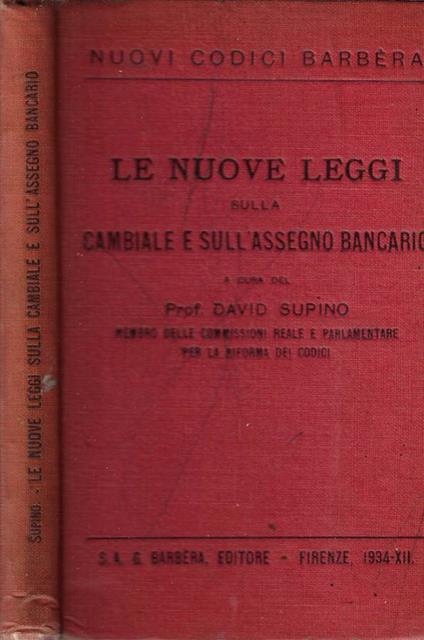 SUPINO. - LE NUOVE LEGGI SULLA CAMBIALE E SULL'ASSEGNO BANCARIO
NUOVI CODICI BARBÈRA
LE NUOVE LEGGI
SULLA
CAMBIALE E SULL'ASSEGNO BANCARIO
A CURA DEL
Prof. DAVID SUPINO
MEMBRO DELLE COMMISSIONI REALE E PARLAMENTARE
PER LA RIFORMA DEI CODICI
S. A. G. BARBÈRA, EDITORE - FIRENZE, 1934-XII.